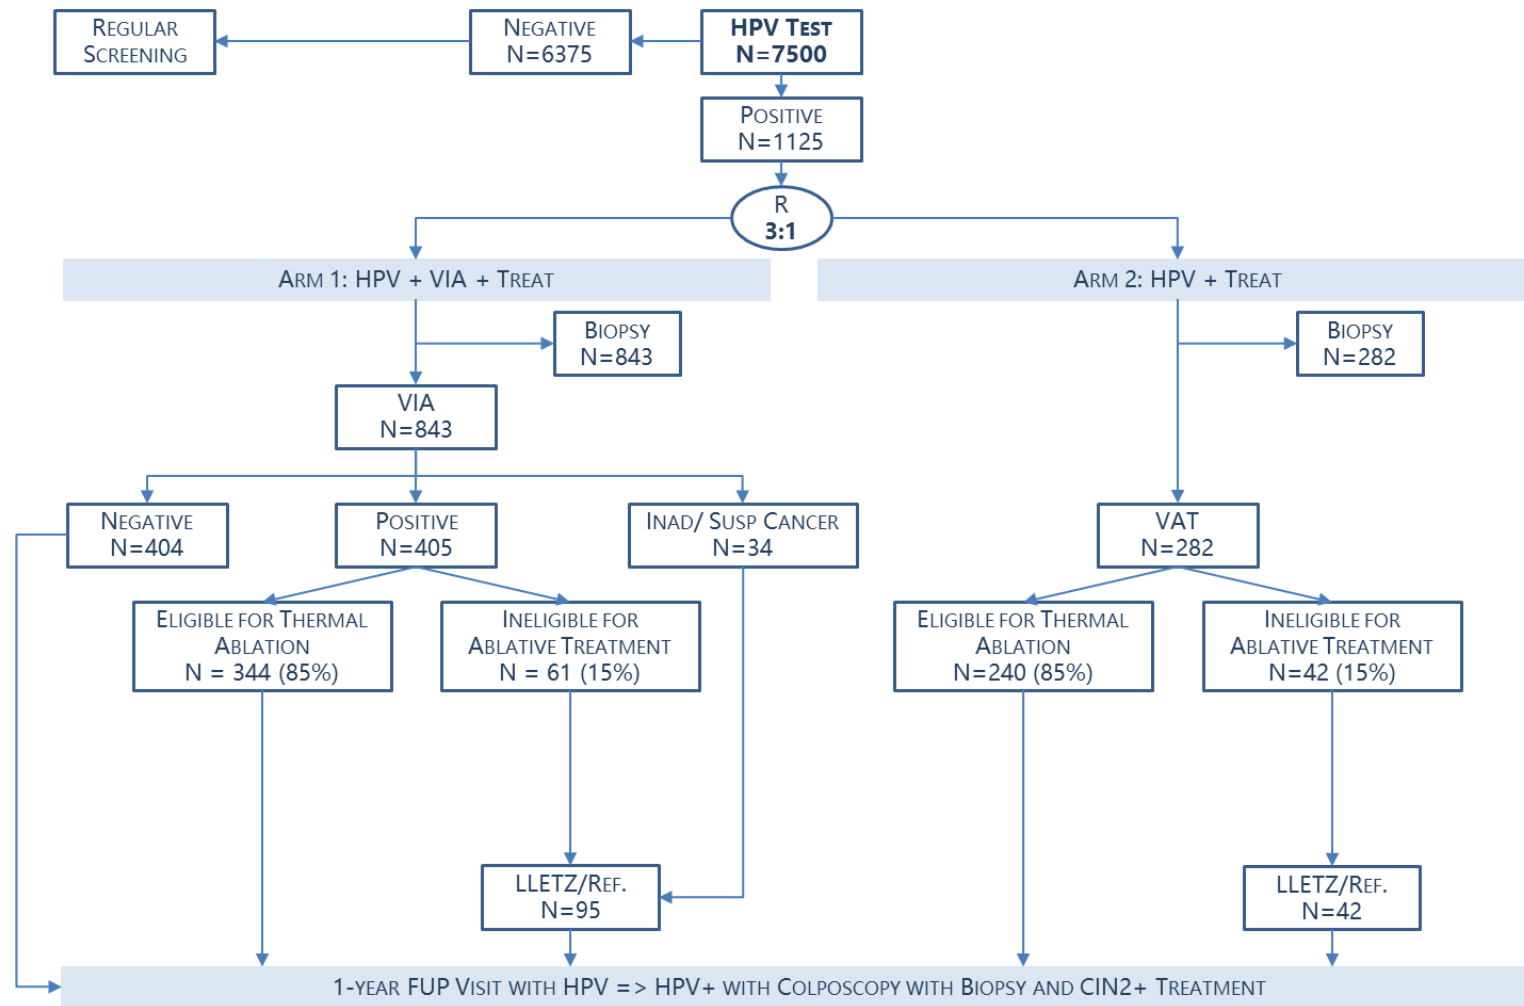 Regular
Screening
Negative
N=6375
HPV Test
N=7500
Positive
N=1125
R
3:1
Arm 1: HPV + VIA + Treat
Arm 2: HPV + Treat
Biopsy
N=843
Biopsy
N=282
VIA
N=843
Negative
N=404
Positive
N=405
Inad/ Susp Cancer
N=34
VAT
N=282
Eligible for Thermal
Ablation
N = 344 (85%)
Ineligible for
Ablative Treatment
N = 61 (15%)
Eligible for Thermal
Ablation
N=240 (85%)
Ineligible for
Ablative Treatment
N=42 (15%)
LLETZ/Ref.
N=95
LLETZ/Ref.
N=42
1-year FUP Visit with HPV => HPV+ with Colposcopy with Biopsy and CIN2+ Treatment